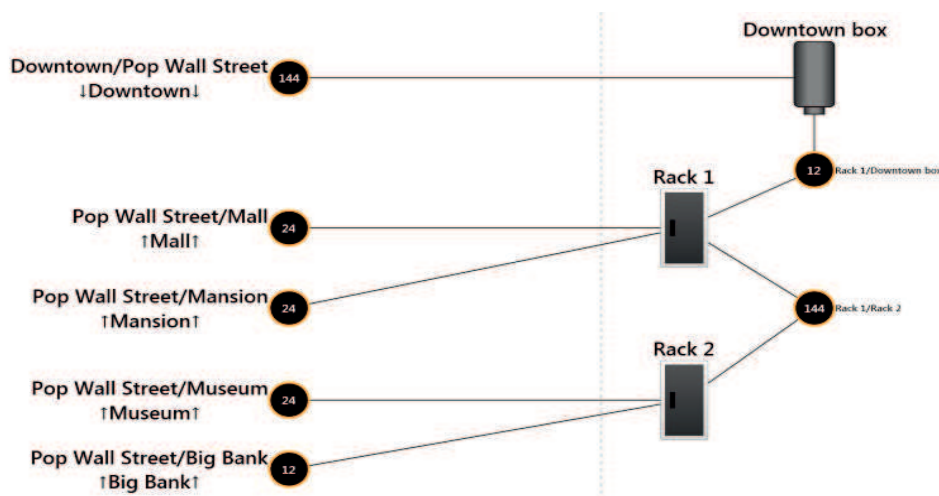 Downtown box
Downtown/Pop Wall Street
↓Downtown↓
144
12
Rack 1/Downtown box
Rack 1
Pop Wall Street/Mall
↑Mall↑
24
Pop Wall Street/Mansion
↑Mansion↑
24
144
Rack 1/Rack 2
Rack 2
Pop Wall Street/Museum
↑Museum↑
24
Pop Wall Street/Big Bank
↑Big Bank↑
12